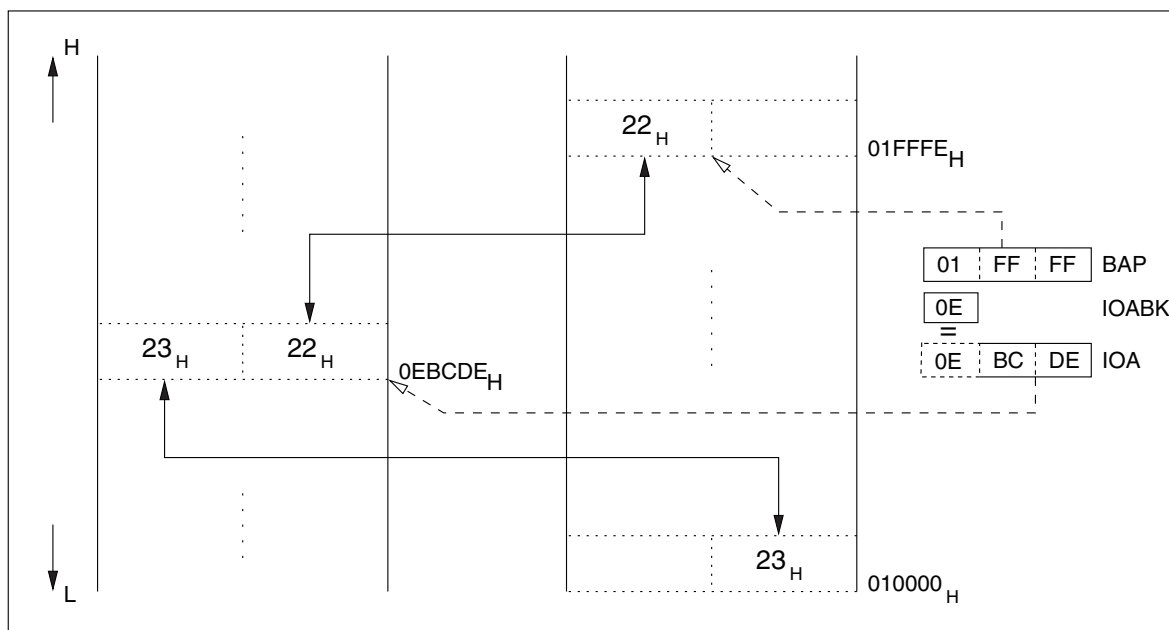 H
22H
01FFFEH
01 FF FF BAP
0E IOABK
=
23H 22H
0EBCDEH
0E BC DE IOA
23H
010000H
L